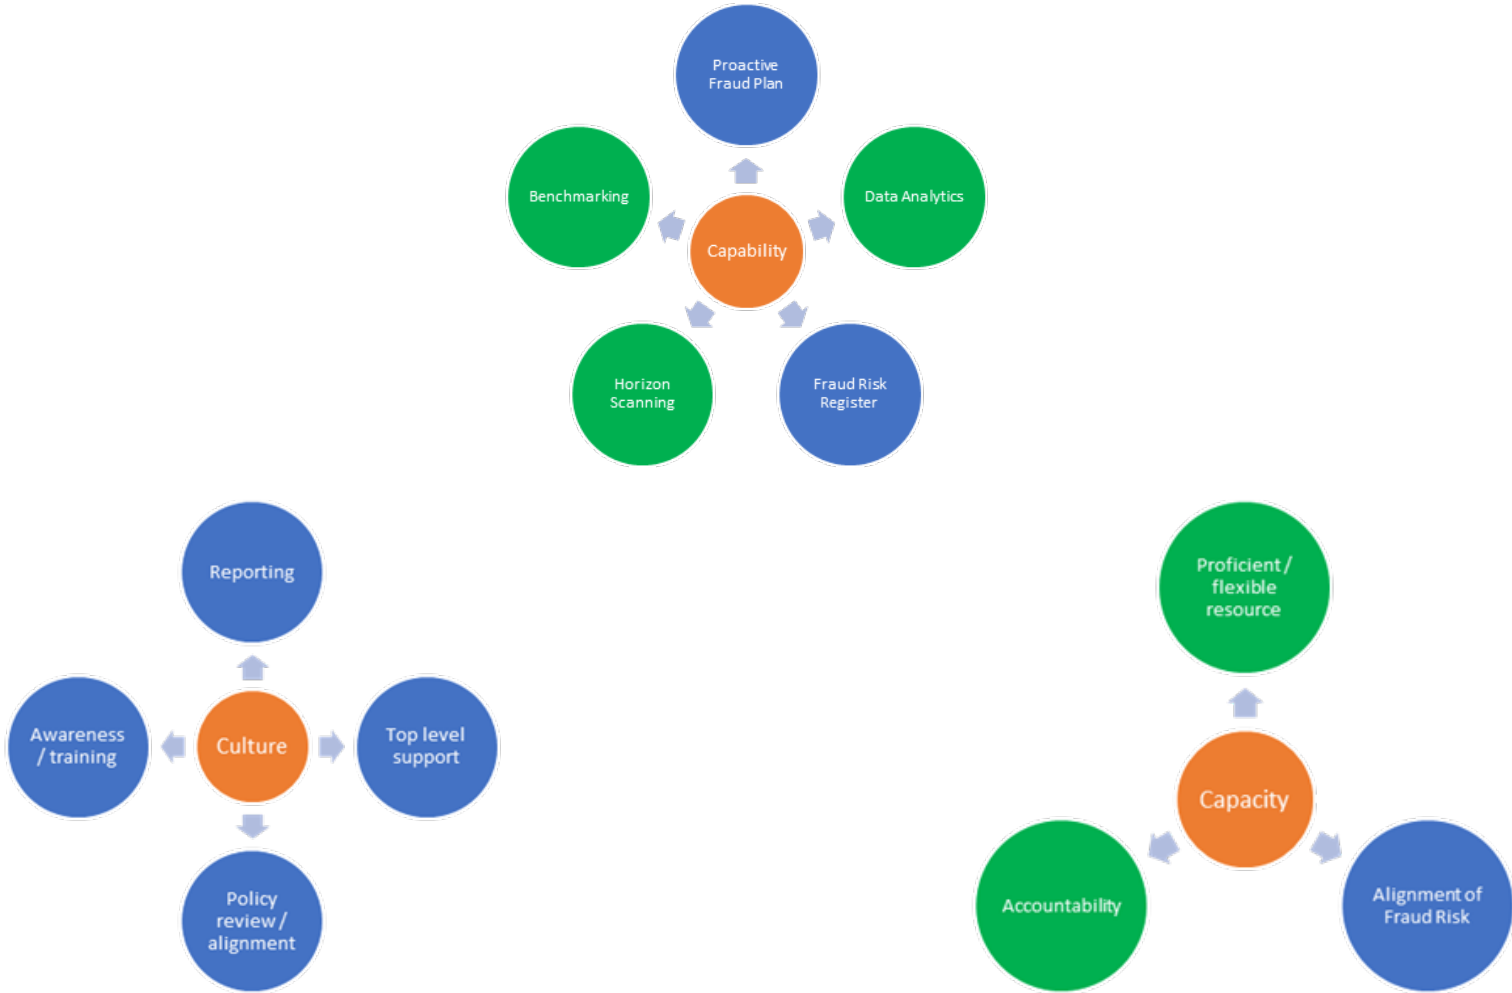 Proactive
Fraud Plan
Benchmarking
Data Analytics
Capability
Horizon
Scanning
Fraud Risk
Register
Reporting
Awareness
/ training
Culture
Top level
support
Policy
review /
alignment
Proficient /
flexible
resource
Capacity
Accountability
Alignment of
Fraud Risk